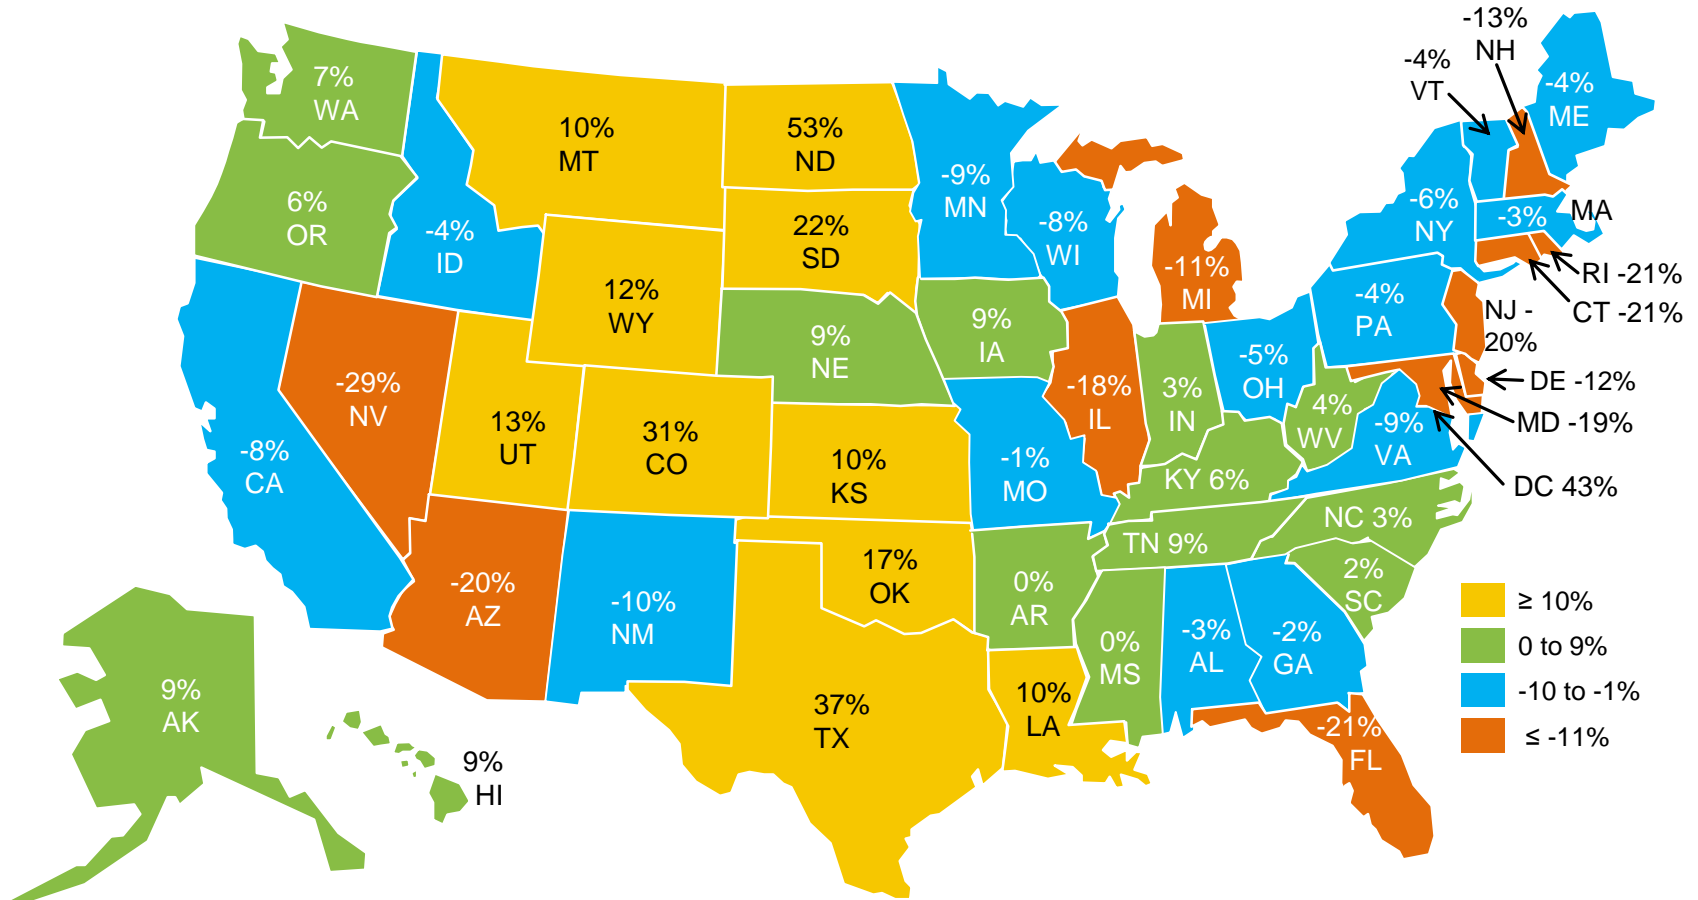 -13%
NH
-4%
VT
-4%
ME
7%
WA
10%
MT
53%
ND
-9%
MN
-6%
NY
-3%
MA
6%
OR
-4%
ID
22%
SD
-8%
WI
-11%
MI
RI -21%
CT -21%
12%
WY
9%
NE
9%
IA
-4%
PA
NJ -
20%
-29%
NV
13%
UT
31%
CO
10%
KS
-1%
MO
-18%
IL
3%
IN
-5%
OH
4%
WV
-9%
VA
DE -12%
MD -19%
DC 43%
-8%
CA
KY 6%
NC 3%
TN 9%
2%
SC
-20%
AZ
-10%
NM
17%
OK
0%
AR
0%
MS
-3%
AL
-2%
GA
≥ 10%
0 to 9%
-10 to -1%
≤ -11%
9%
AK
9%
HI
37%
TX
10%
LA
-21%
FL